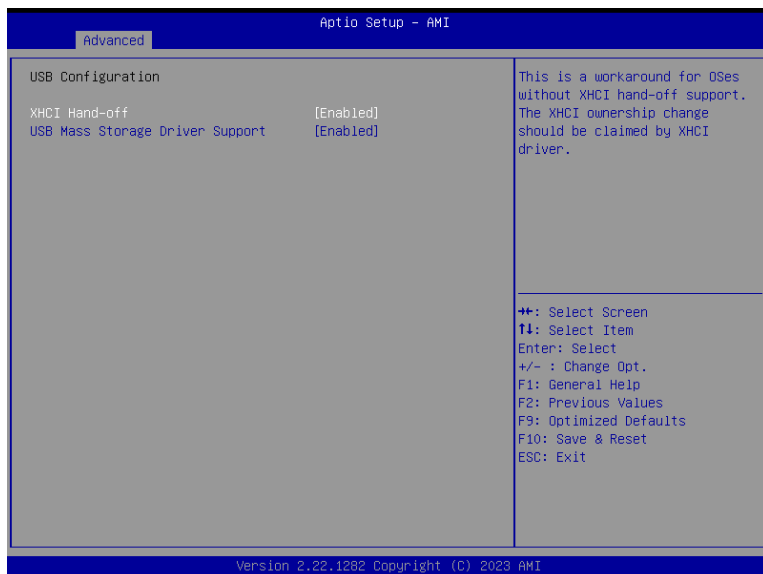 Aptio Setup – AMI
Advanced
USB Configuration
XHCI Hand-off [Enabled]
USB Mass Storage Driver Support [Enabled]
This is a workaround for OSes
without XHCI hand-off support.
The XHCI ownership change
should be claimed by XHCI
driver.
→←: Select Screen
↑↓: Select Item
Enter: Select
+/- : Change Opt.
F1: General Help
F2: Previous Values
F9: Optimized Defaults
F10: Save & Reset
ESC: Exit
Version 2.22.1282 Copyright (C) 2023 AMI